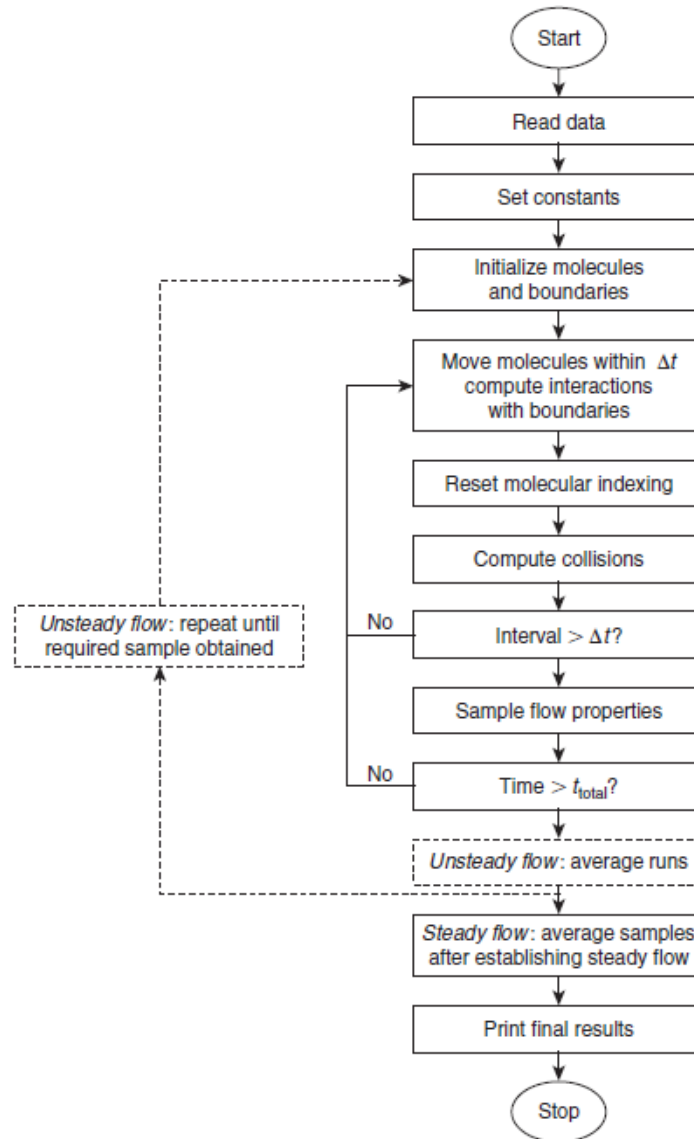 Start
Read data
Set constants
Initialize molecules
and boundaries
Move molecules within Δt
compute interactions
with boundaries
Reset molecular indexing
Compute collisions
Unsteady flow: repeat until
required sample obtained
No
Interval > Δt?
Sample flow properties
No
Time > t_total?
Unsteady flow: average runs
Steady flow: average samples
after establishing steady flow
Print final results
Stop